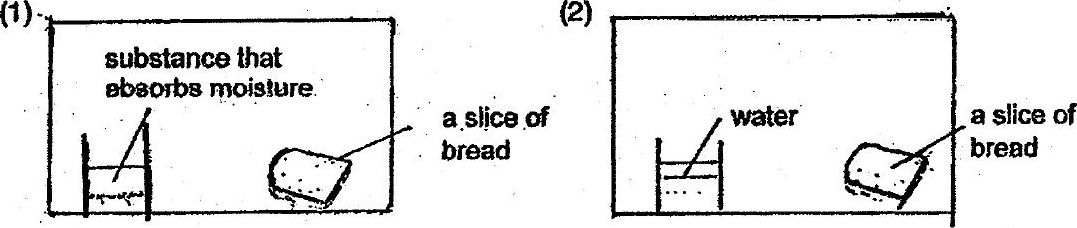 (1)
substance that
absorbs moisture
a slice of
bread
(2)
water
a slice of
bread